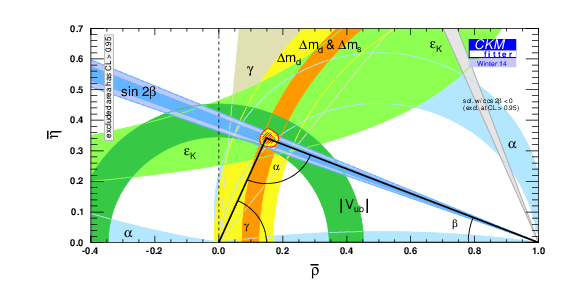 0.7
0.6
0.5
0.4
0.3
0.2
0.1
0.0
-0.4
-0.2
0.0
0.2
0.4
0.6
0.8
1.0
η̅
ρ̅
excluded area has CL > 0.95
γ
Δm_d
Δm_d & Δm_s
ε_K
CKM
fitter
Winter 14
sin 2β
sol. w/ cos 2β < 0
(excl. at CL > 0.95)
α
ε_K
α
|V_ub|
α
γ
β